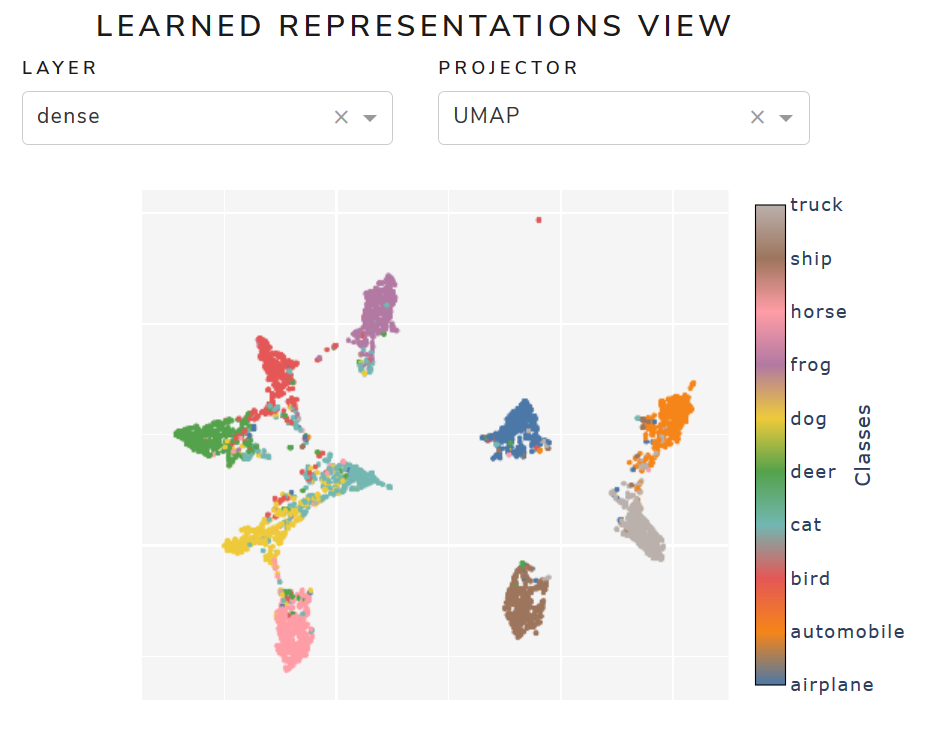 LEARNED REPRESENTATIONS VIEW
LAYER
PROJECTOR
dense
UMAP
truck
ship
horse
frog
dog
deer
cat
bird
automobile
airplane
Classes